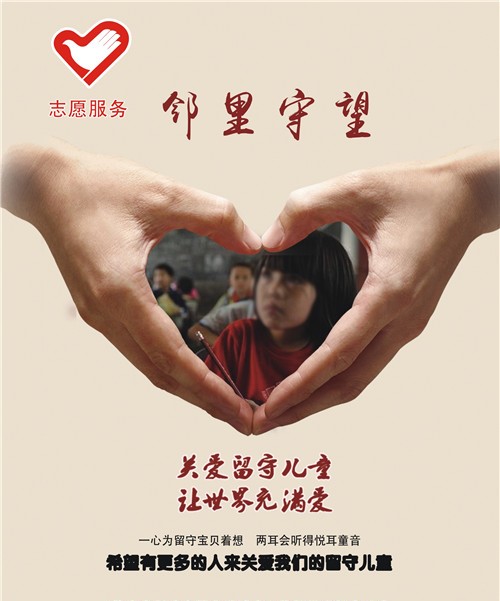 志愿服务
邻里守望
关爱留守儿童
让世界充满爱
一心为留守宝贝着想 两耳会听得悦耳童音
希望有更多的人来关爱我们的留守儿童